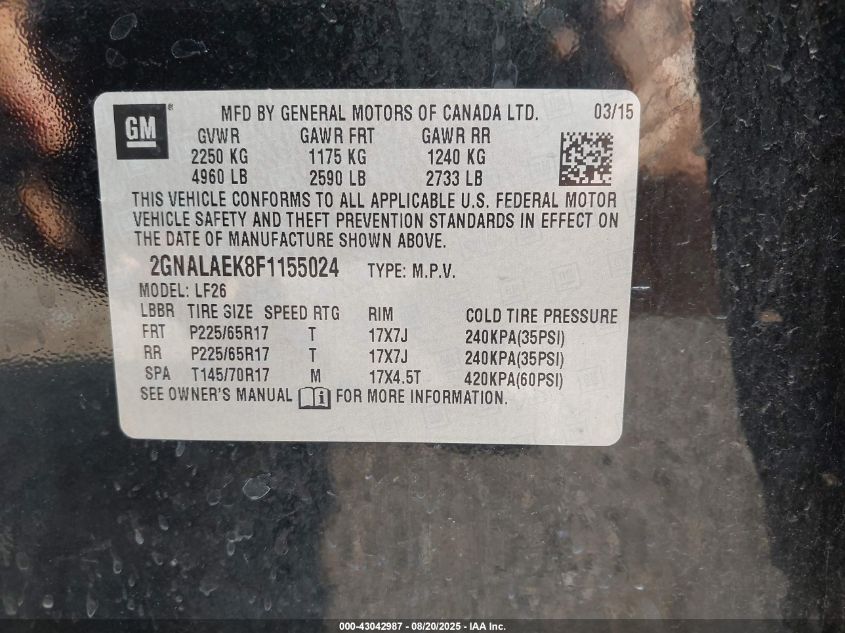 GM ® MFD BY GENERAL MOTORS OF CANADA LTD. 03/15
GVWR GAWR FRT GAWR RR
2250 KG 1175 KG 1240 KG
4960 LB 2590 LB 2733 LB
THIS VEHICLE CONFORMS TO ALL APPLICABLE U.S. FEDERAL MOTOR
VEHICLE SAFETY AND THEFT PREVENTION STANDARDS IN EFFECT ON
THE DATE OF MANUFACTURE SHOWN ABOVE.
2GNALAEK8F1155024 TYPE: M.P.V.
MODEL: LF26
LBBR TIRE SIZE SPEED RTG RIM COLD TIRE PRESSURE
FRT P225/65R17 T 17X7J 240KPA(35PSI)
RR P225/65R17 T 17X7J 240KPA(35PSI)
SPA T145/70R17 M 17X4.5T 420KPA(60PSI)
SEE OWNER'S MANUAL FOR MORE INFORMATION.
000-43042987 - 08/20/2025 - IAA Inc.